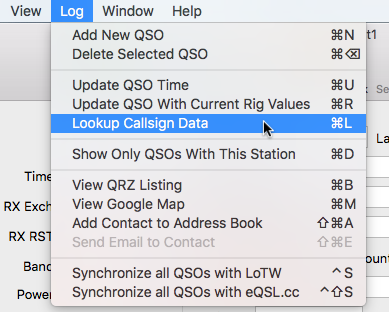 View Log Window Help
Add New QSO ⌘N
Delete Selected QSO ⌘⌫
Update QSO Time ⌘U
Update QSO With Current Rig Values ⌘R
Lookup Callsign Data ⌘L
Show Only QSOs With This Station ⌘D
View QRZ Listing ⌘B
View Google Map ⌘M
Add Contact to Address Book ⇧⌘A
Send Email to Contact ⇧⌘E
Synchronize all QSOs with LoTW ^S
Synchronize all QSOs with eQSL.cc ^⇧S
Time
RX Exch
RX RST
Band
Power
t1
Se
La
ount